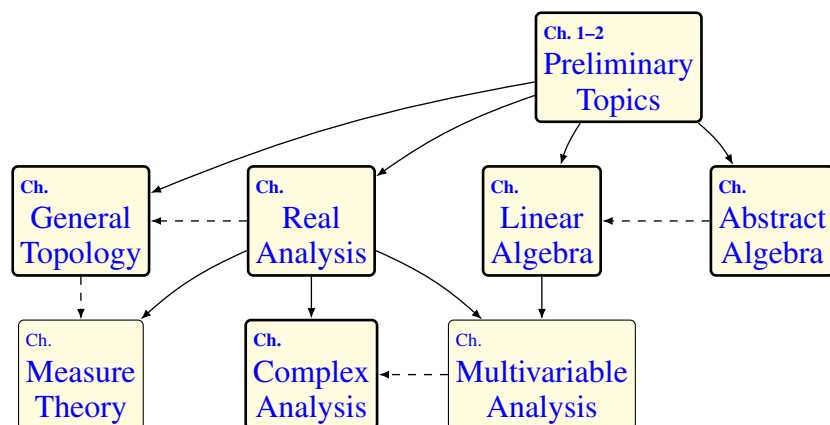 Ch. 1–2
Preliminary
Topics
Ch.
General
Topology
Ch.
Real
Analysis
Ch.
Linear
Algebra
Ch.
Abstract
Algebra
Ch.
Measure
Theory
Ch.
Complex
Analysis
Ch.
Multivariable
Analysis